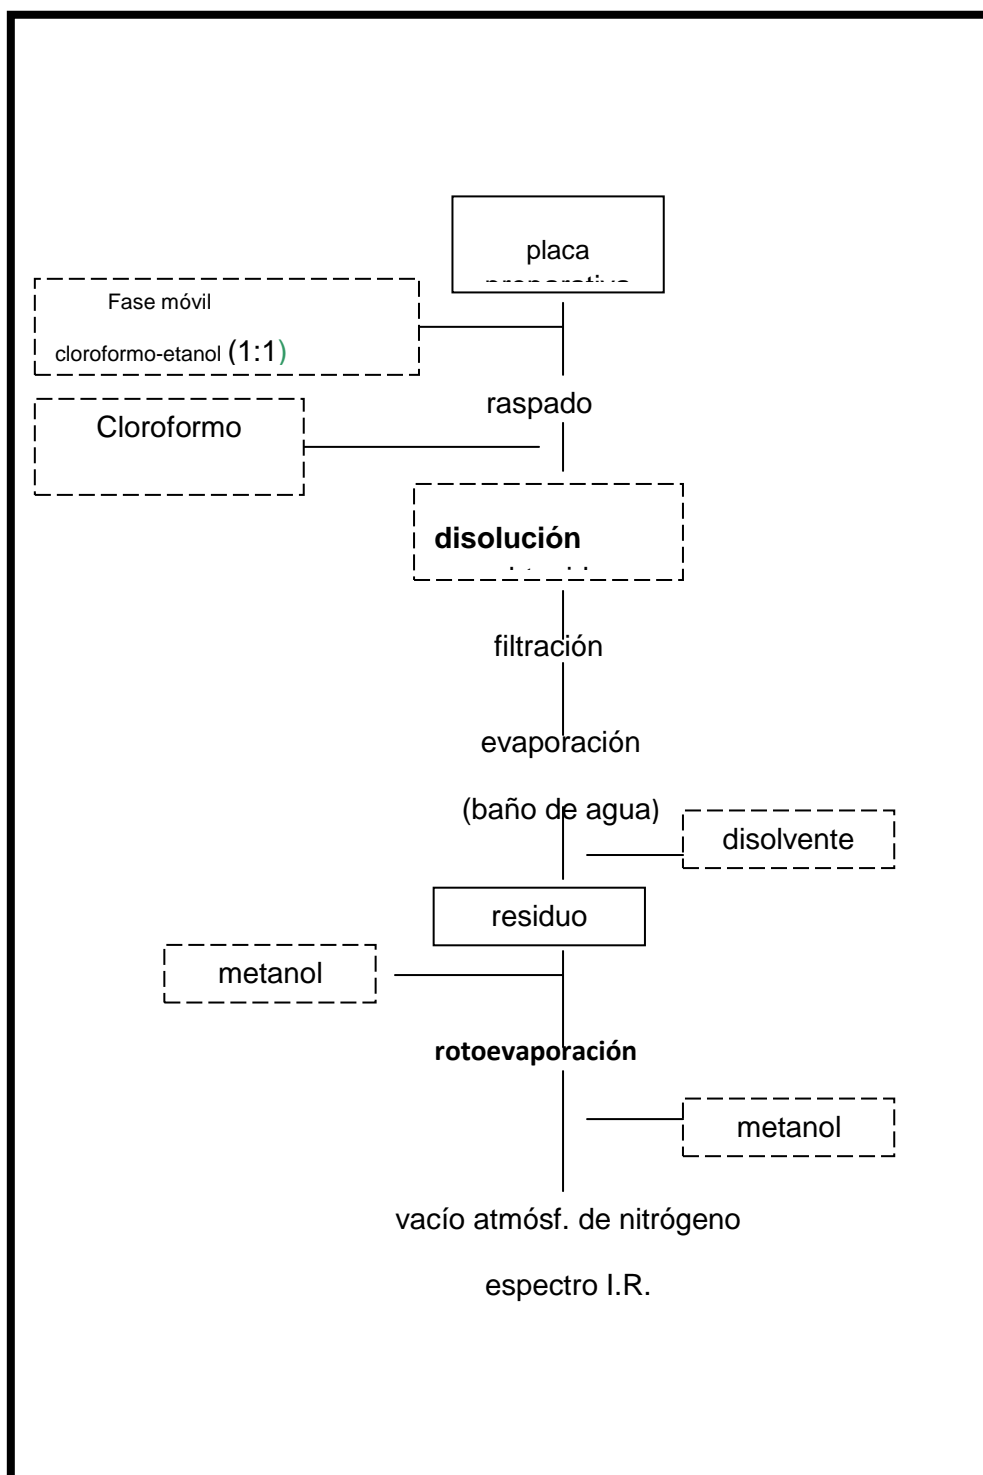 placa
Fase móvil
cloroformo-etanol (1:1)
raspado
Cloroformo
disolución
filtración
evaporación
(baño de agua)
disolvente
residuo
metanol
rotoevaporación
metanol
vacío atmósf. de nitrógeno
espectro I.R.